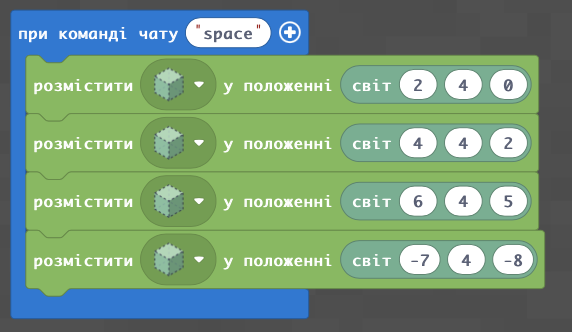 при команді чату "space"
розмістити у положенні світ 2 4 0
розмістити у положенні світ 4 4 2
розмістити у положенні світ 6 4 5
розмістити у положенні світ -7 4 -8